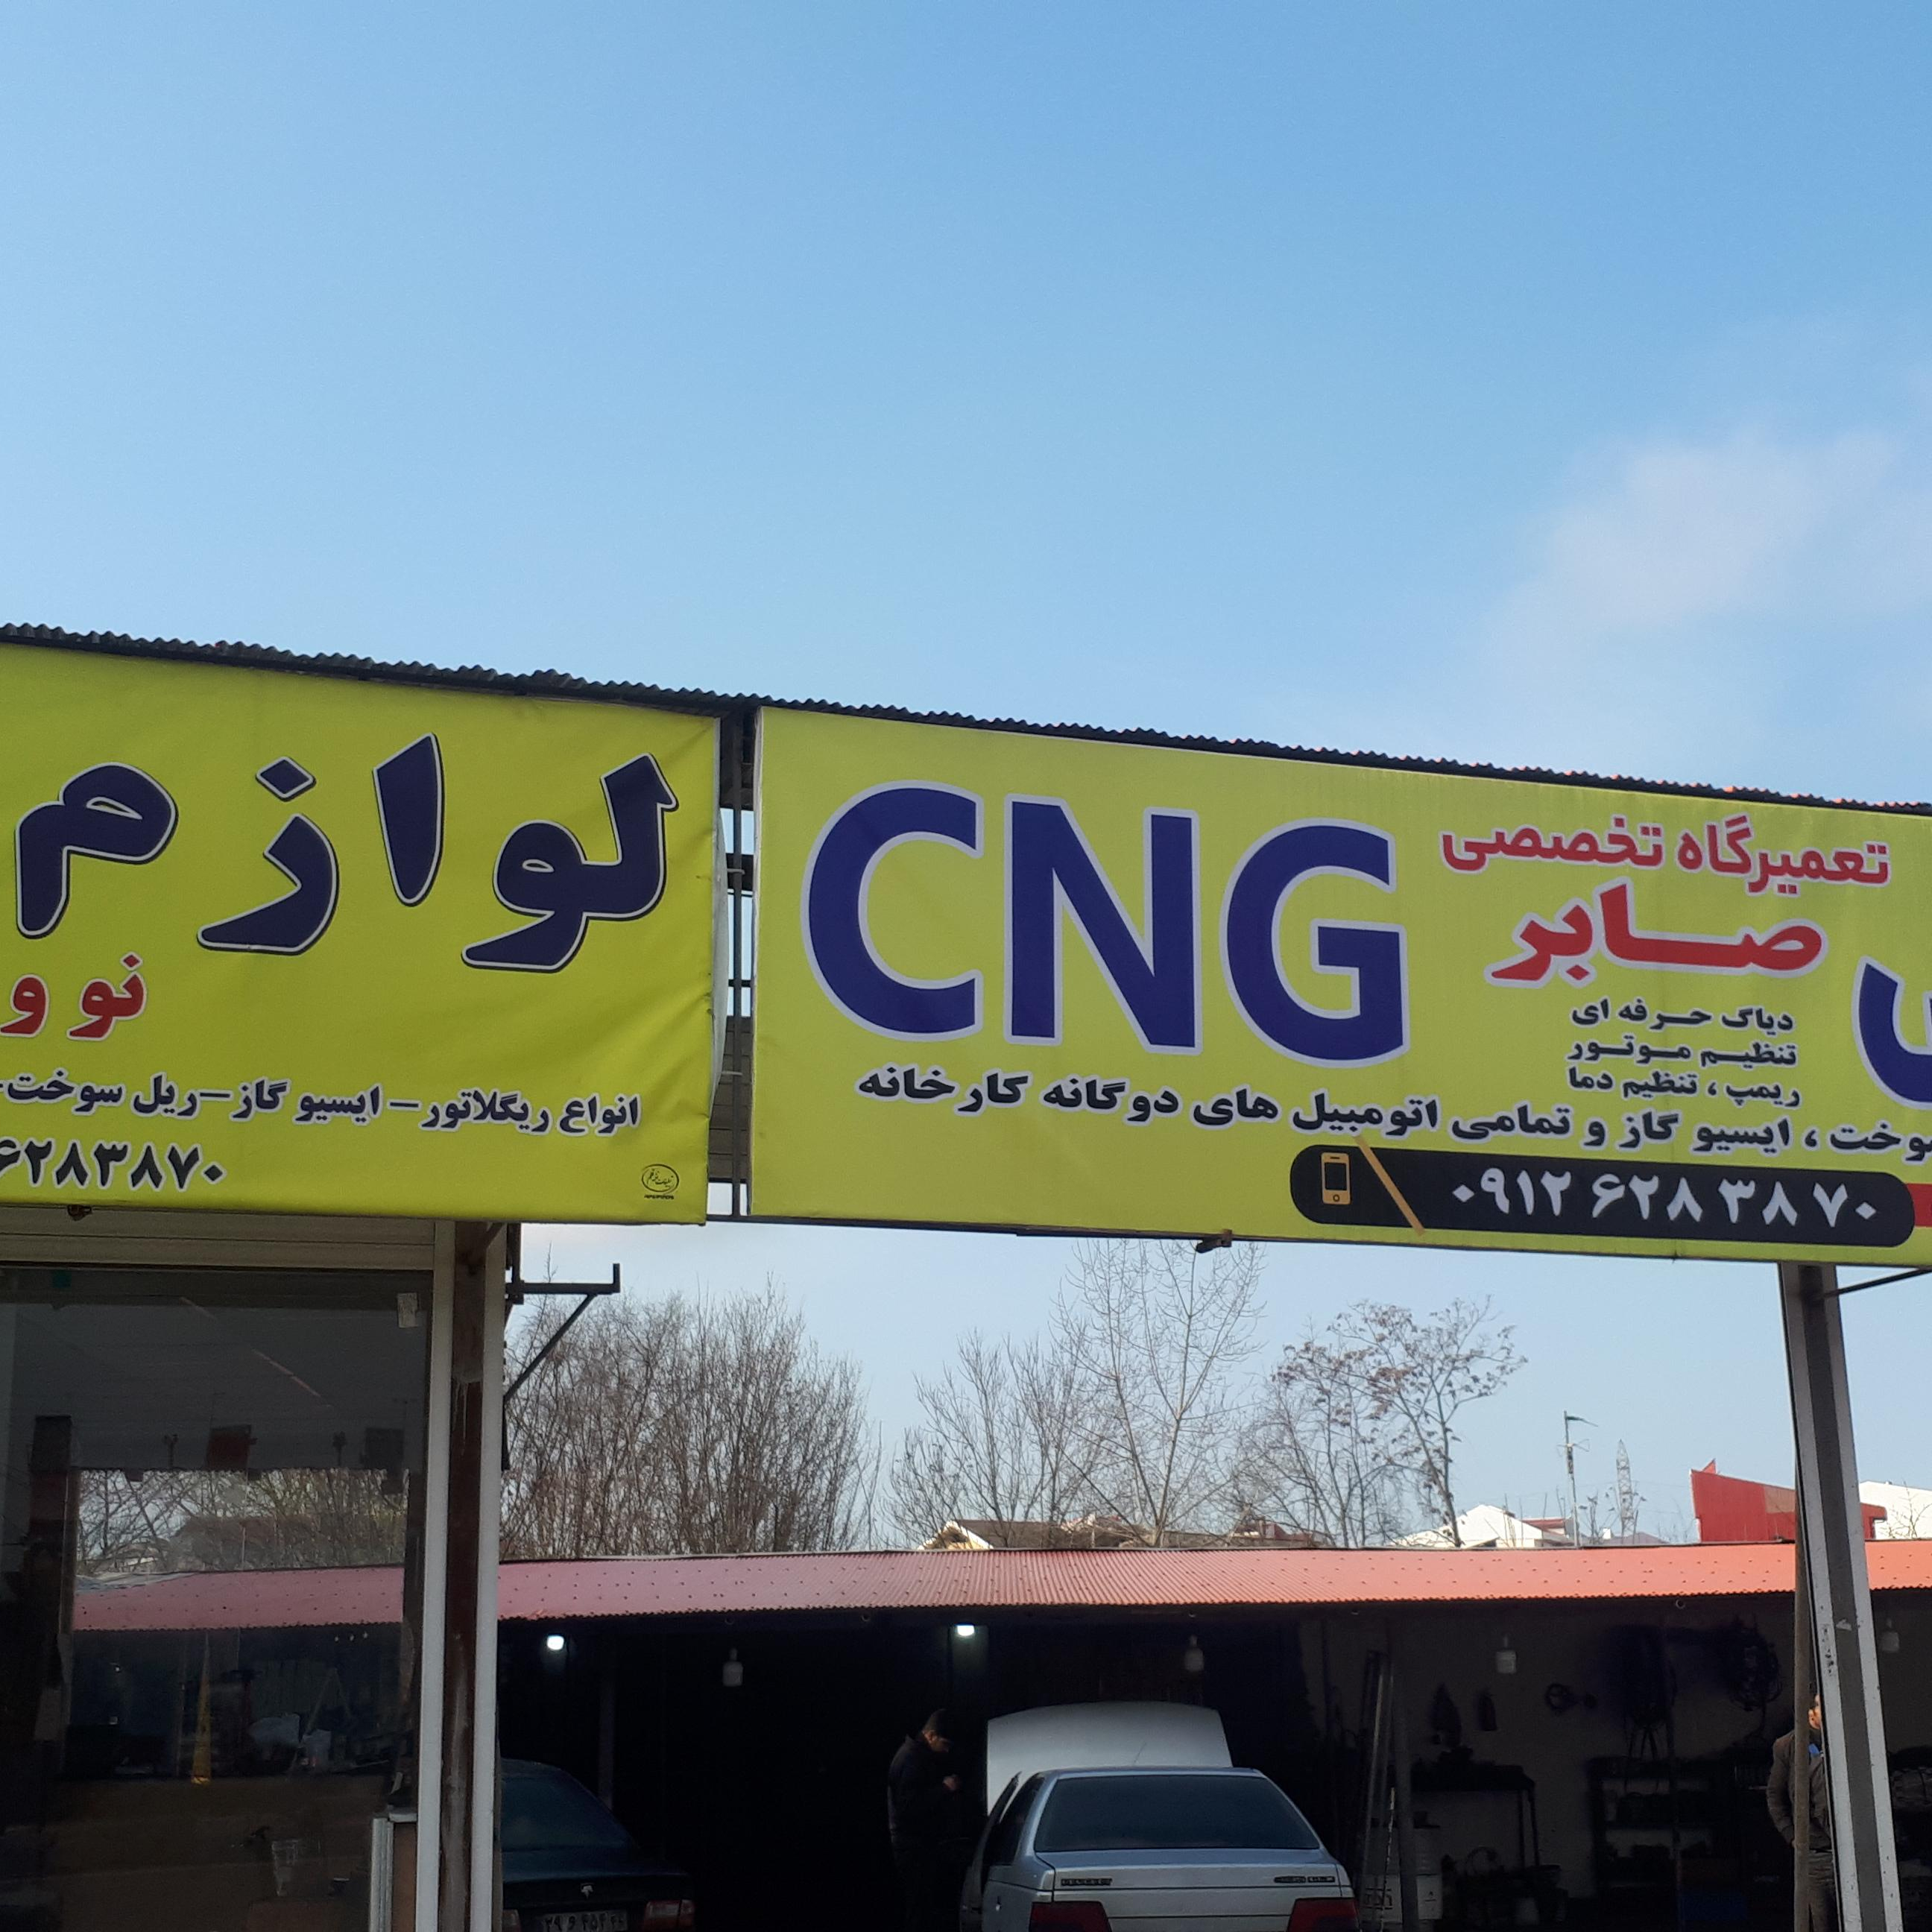 تعمیرگاه تخصصی
صابر
CNG
دیاگ حرفه ای
تنظیم موتور
ریمپ ، تنظیم دما
ایسیو گاز و تمامی اتومبیل های دوگانه کارخانه
۰۹۱۲ ۶۲۸ ۳۸ ۷۰
لوازم
نو و
انواع ریگلاتور-ایسیو گاز-ریل سوخت-
۶۲۸۳۸۷۰